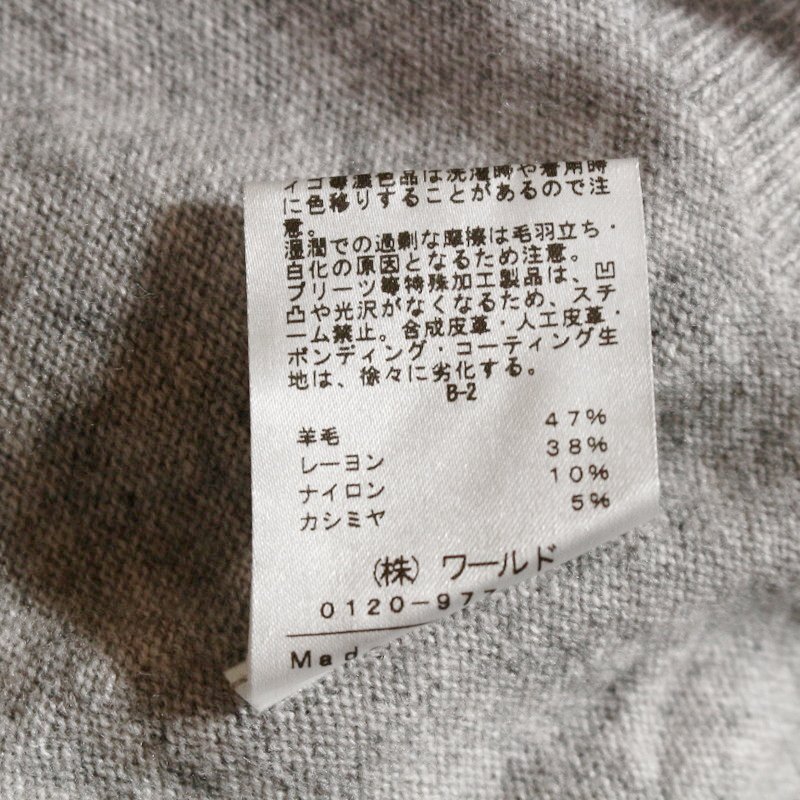 ィゴ等濃色品は洗濯時や着用時
に色移りすることがあるので注
意。
湿潤での過剰な摩擦は毛羽立ち・
白化の原因となるため注意。
プリーツ等特殊加工製品は、凹
凸や光沢がなくなるため、スチ
ーム禁止。合成皮革・人工皮革・
ボンディング・コーティング生
地は、徐々に劣化する。
B-2
羊毛 47%
レーヨン 38%
ナイロン 10%
カシミヤ 5%
(株) ワールド
0120-97
Mad